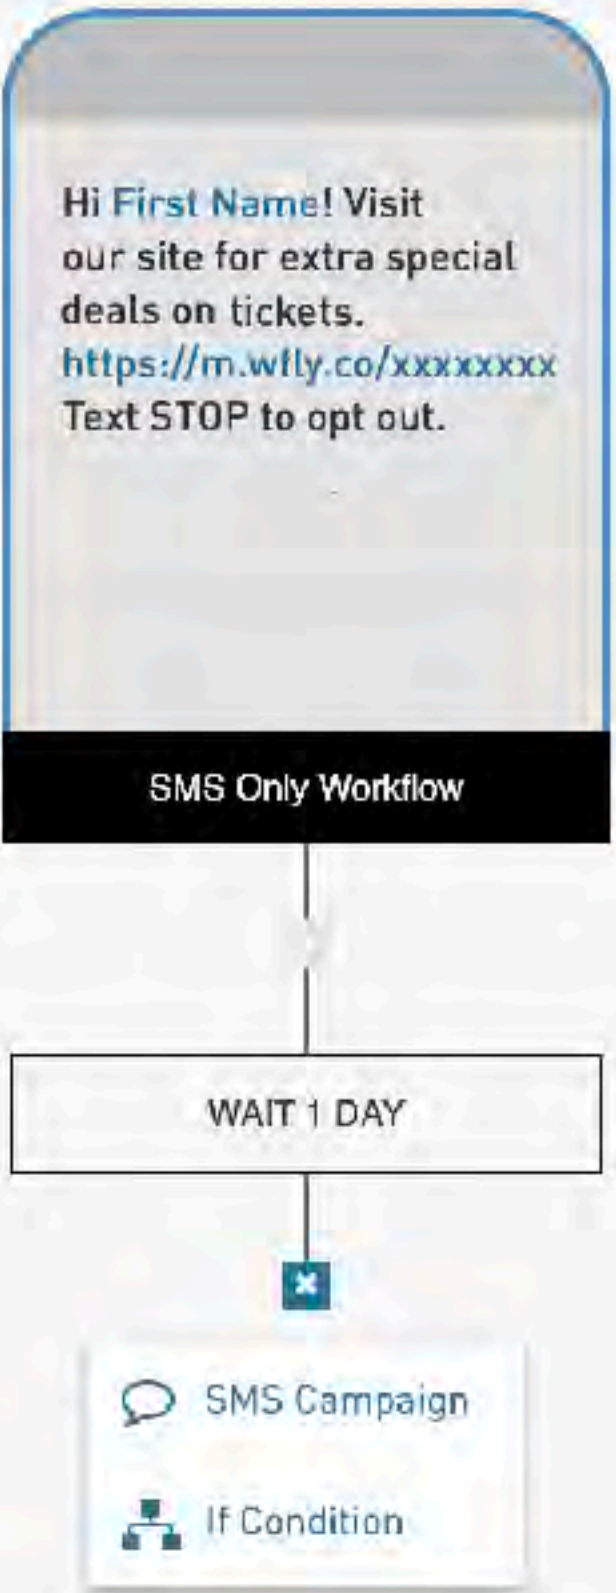 Hi First Name! Visit
our site for extra special
deals on tickets.
https://m.wfly.co/xxxxxxxx
Text STOP to opt out.
SMS Only Workflow
WAIT 1 DAY
SMS Campaign
If Condition